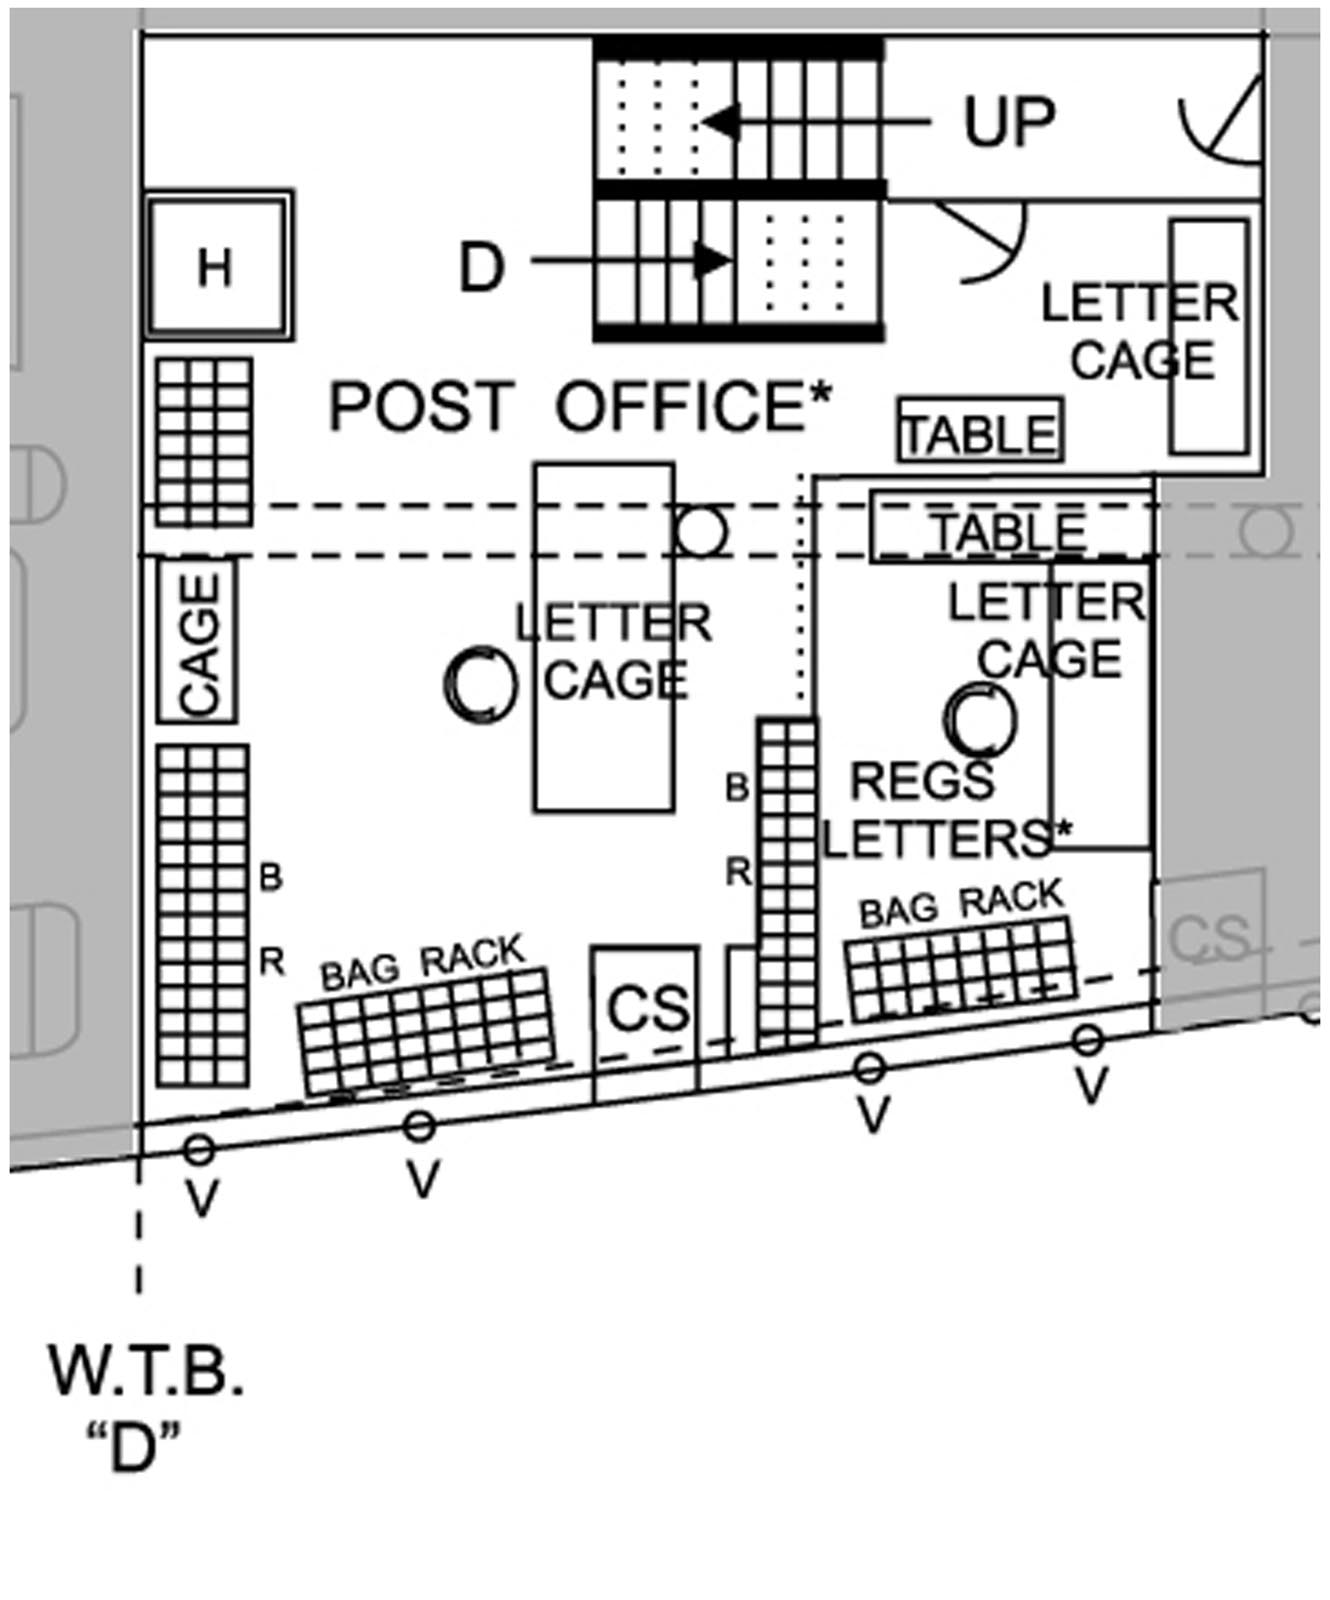 UP
H
D
LETTER
CAGE
POST OFFICE*
TABLE
TABLE
CAGE
LETTER
CAGE
LETTER
CAGE
C
C
B
R
REGS
LETTERS*
B
R
BAG RACK
BAG RACK
CS
CS
V
V
V
V
W.T.B.
“D”